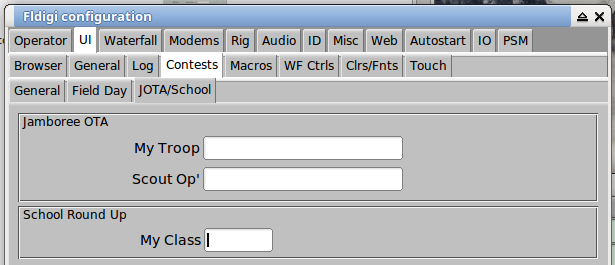 Fldigi configuration
Operator UI Waterfall Modems Rig Audio ID Misc Web Autostart IO PSM
Browser General Log Contests Macros WF Ctrls Clrs/Fnts Touch
General Field Day JOTA/School
Jamboree OTA
My Troop
Scout Op'
School Round Up
My Class